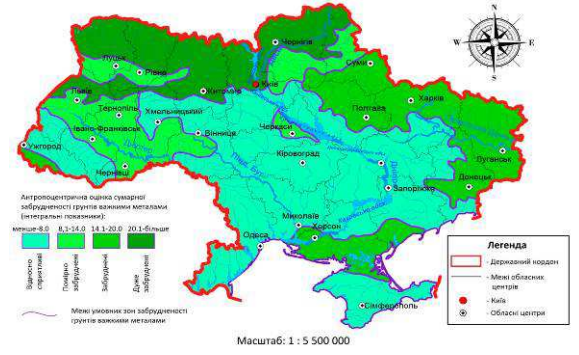 N
W
E
S
Чернігів
Луцьк
Рівне
Суми
Київ
Житомир
Львів
Харків
Тернопіль
Хмельницький
Полтава
Івано-Франківськ
Черкаси
Вінниця
Ужгород
Луганськ
Кіровоград
Чернівці
Донецьк
Запоріжжя
Миколаїв
Одеса
Херсон
Сімферополь
Антропоцентрична оцінка сумарної
забрудненості грунтів важкими металами
(інтегральні показники):
менше-8.0 8,1-14.0 14.1-20.0 20.1-більше
Відносно
сприятливі
Помірно
забруднені
Забруднені
Дуже
забруднені
Межі умовних зон забрудненості
грунтів важкими металами
Легенда
- Державний кордон
- Межі обласних
центрів
- Київ
- Обласні центри
Масштаб: 1 : 5 500 000